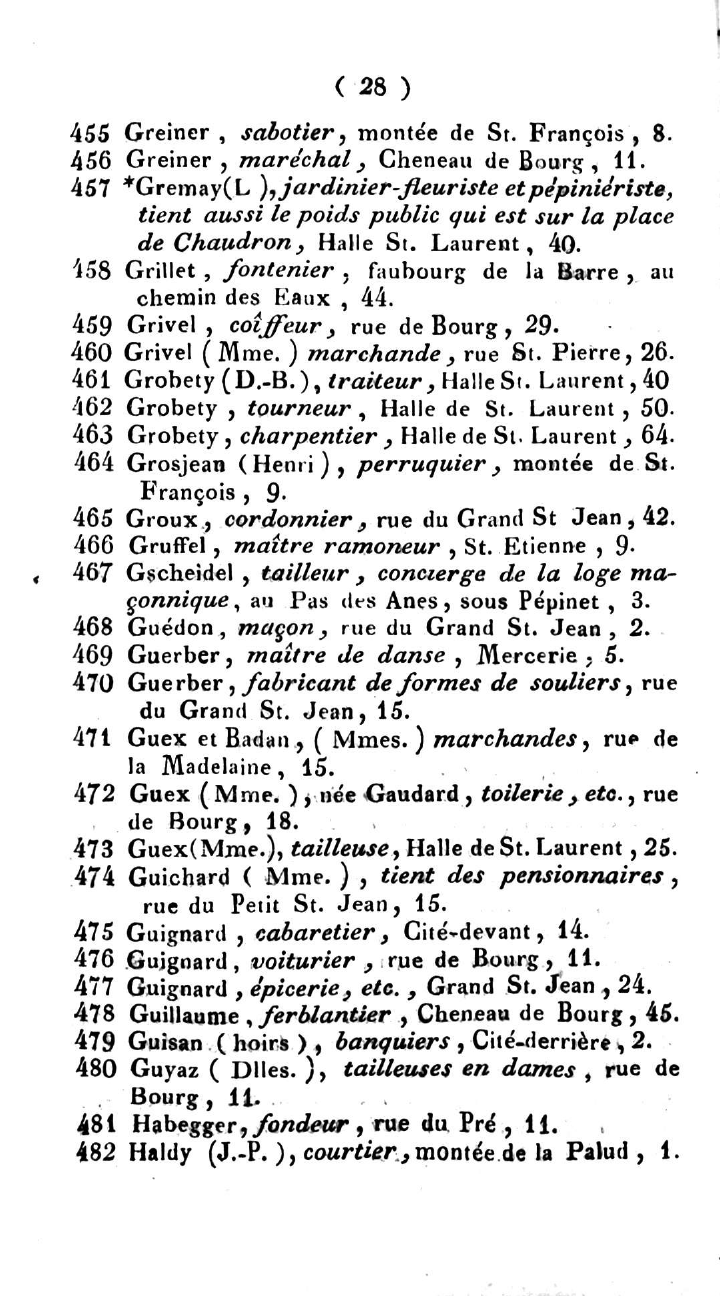 ( 28 )
455 Greiner , sabotier, montée de St. François , 8.
456 Greiner , maréchal, Cheneau de Bourg , 11.
457 *Gremay(L ), jardinier-fleuriste et pépiniériste,
tient aussi le poids public qui est sur la place
de Chaudron, Halle St. Laurent, 40.
458 Grillet , fontenier , faubourg de la Barre , au
chemin des Eaux , 44.
459 Grivel , coîffeur, rue de Bourg, 29.
460 Grivel ( Mme. ) marchande, rue St. Pierre, 26.
461 Grobety (D.-B.), traiteur, Halle St. Laurent, 40
462 Grobety , tourneur , Halle de St. Laurent , 50.
463 Grobety , charpentier , Halle de St. Laurent , 64.
464 Grosjean (Henri) , perruquier, montée de St.
François , 9.
465 Groux , cordonnier , rue du Grand St Jean , 42.
466 Gruffel , maître ramoneur , St. Etienne , 9.
467 Gscheidel , tailleur, concierge de la loge ma-
çonnique, au Pas des Anes, sous Pépinet , 3.
468 Guédon, maçon, rue du Grand St. Jean , 2.
469 Guerber, maître de danse , Mercerie , 5.
470 Guerber, fabricant de formes de souliers, rue
du Grand St. Jean, 15.
471 Guex et Badan, ( Mmes. ) marchandes, rue de
la Madelaine, 15.
472 Guex ( Mme. ), née Gaudard , toilerie, etc., rue
de Bourg, 18.
473 Guex(Mme.), tailleuse, Halle de St. Laurent , 25.
474 Guichard ( Mme. ) , tient des pensionnaires ,
rue du Petit St. Jean, 15.
475 Guignard , cabaretier, Cité-devant, 14.
476 Guignard, voiturier , rue de Bourg , 11.
477 Guignard , épicerie, etc. , Grand St. Jean , 24.
478 Guillaume , ferblantier , Cheneau de Bourg , 45.
479 Guisan ( hoirs ) , banquiers , Cité-derrière , 2.
480 Guyaz ( Dlles. ), tailleuses en dames , rue de
Bourg , 11.
481 Habegger, fondeur , rue du Pré , 11.
482 Haldy (J.-P. ), courtier, montée de la Palud , 1.